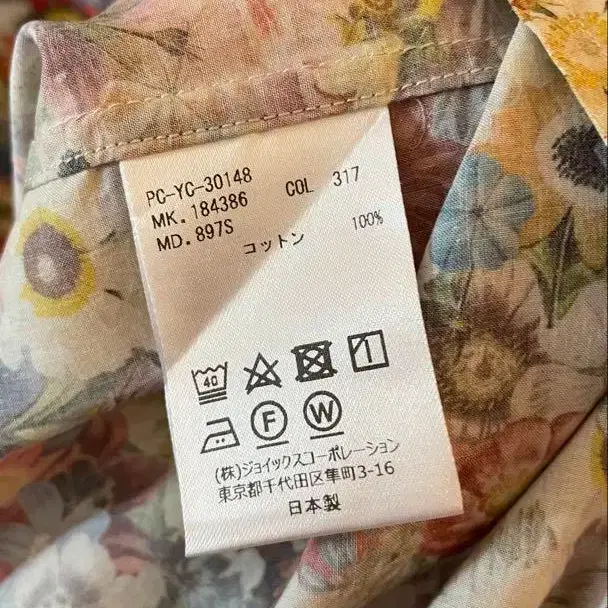 PC-YG-30148 COL 317
MK. 184386
MD. 897S
コットン 100%
40
F W
(株)ジョイックスコーポレーション
東京都千代田区隼町3-16
日本製